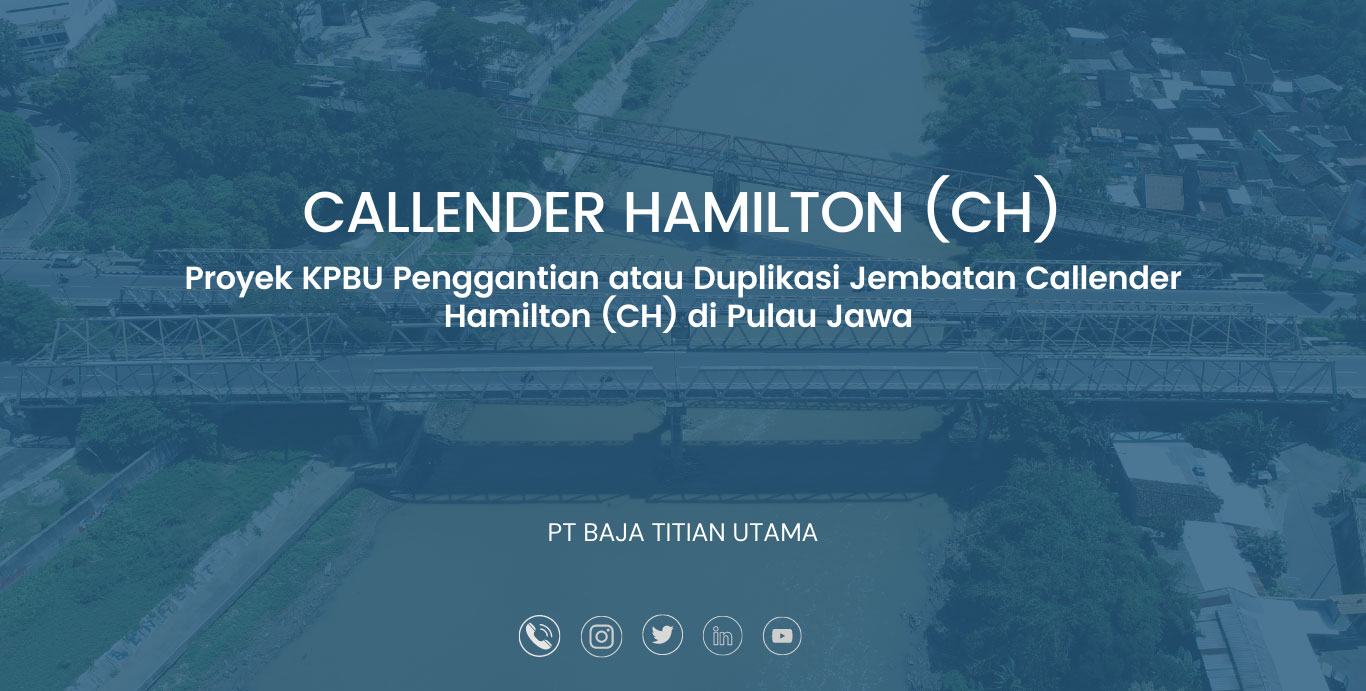 CALLENDER HAMILTON (CH)
Proyek KPBU Penggantian atau Duplikasi Jembatan Callender
Hamilton (CH) di Pulau Jawa
PT BAJA TITIAN UTAMA
in